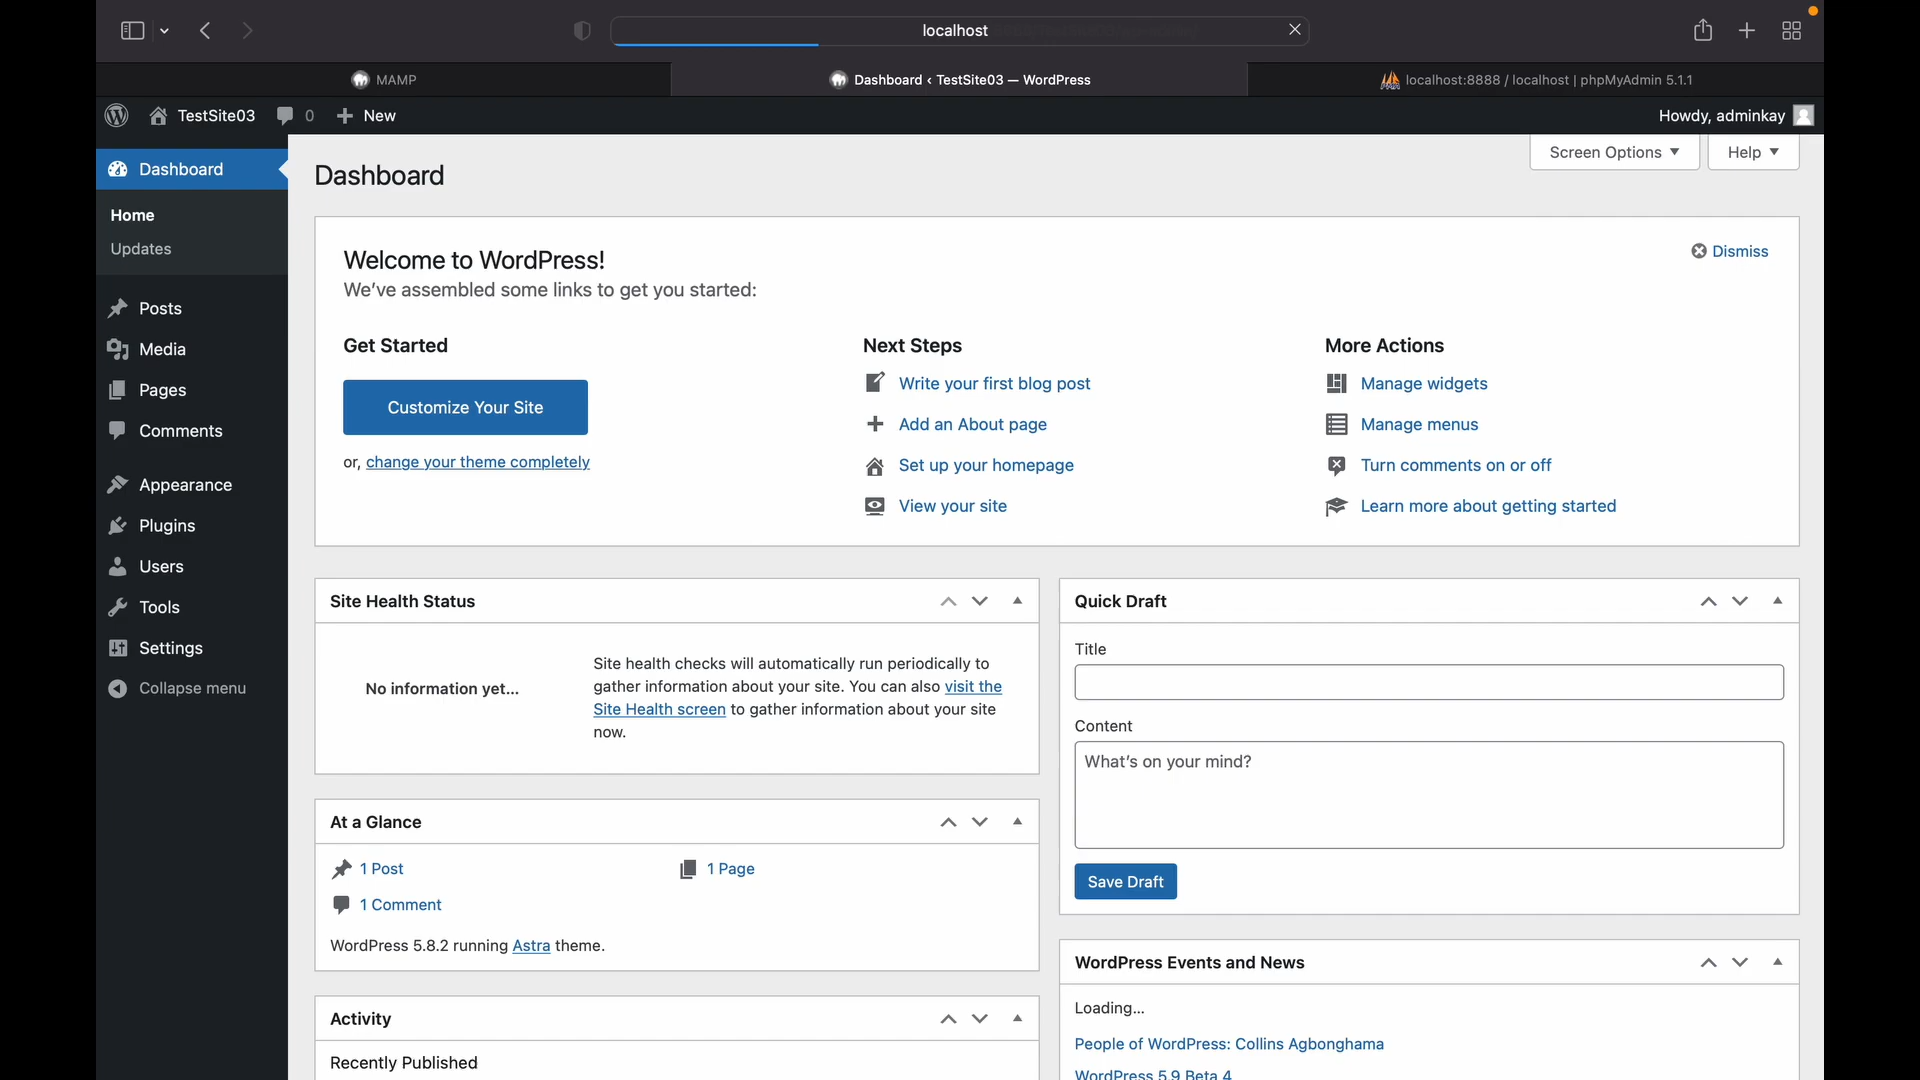 localhost
MAMP
Dashboard ‹ TestSite03 — WordPress
localhost:8888 / localhost | phpMyAdmin 5.1.1
TestSite03
0
New
Howdy, adminkay
Screen Options
Help
Dashboard
Home
Updates
Posts
Media
Pages
Comments
Appearance
Plugins
Users
Tools
Settings
Collapse menu
Dashboard
Welcome to WordPress!
We’ve assembled some links to get you started:
Dismiss
Get Started
Customize Your Site
or, change your theme completely
Next Steps
Write your first blog post
Add an About page
Set up your homepage
View your site
More Actions
Manage widgets
Manage menus
Turn comments on or off
Learn more about getting started
Site Health Status
No information yet...
Site health checks will automatically run periodically to
gather information about your site. You can also visit the
Site Health screen to gather information about your site
now.
At a Glance
1 Post
1 Page
1 Comment
WordPress 5.8.2 running Astra theme.
Activity
Recently Published
Quick Draft
Title
Content
What’s on your mind?
Save Draft
WordPress Events and News
Loading...
People of WordPress: Collins Agbonghama
WordPress 5.9 Beta 4